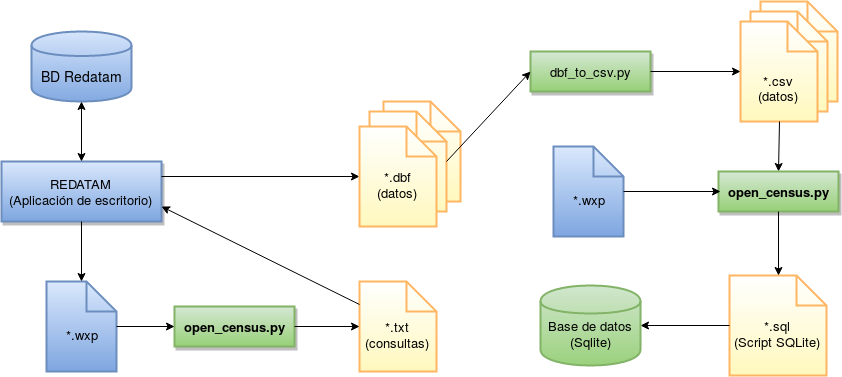 BD Redatam
REDATAM
(Aplicación de escritorio)
*.wxp
open_census.py
*.txt
(consultas)
*.dbf
(datos)
dbf_to_csv.py
*.csv
(datos)
*.wxp
open_census.py
*.sql
(Script SQLite)
Base de datos
(Sqlite)